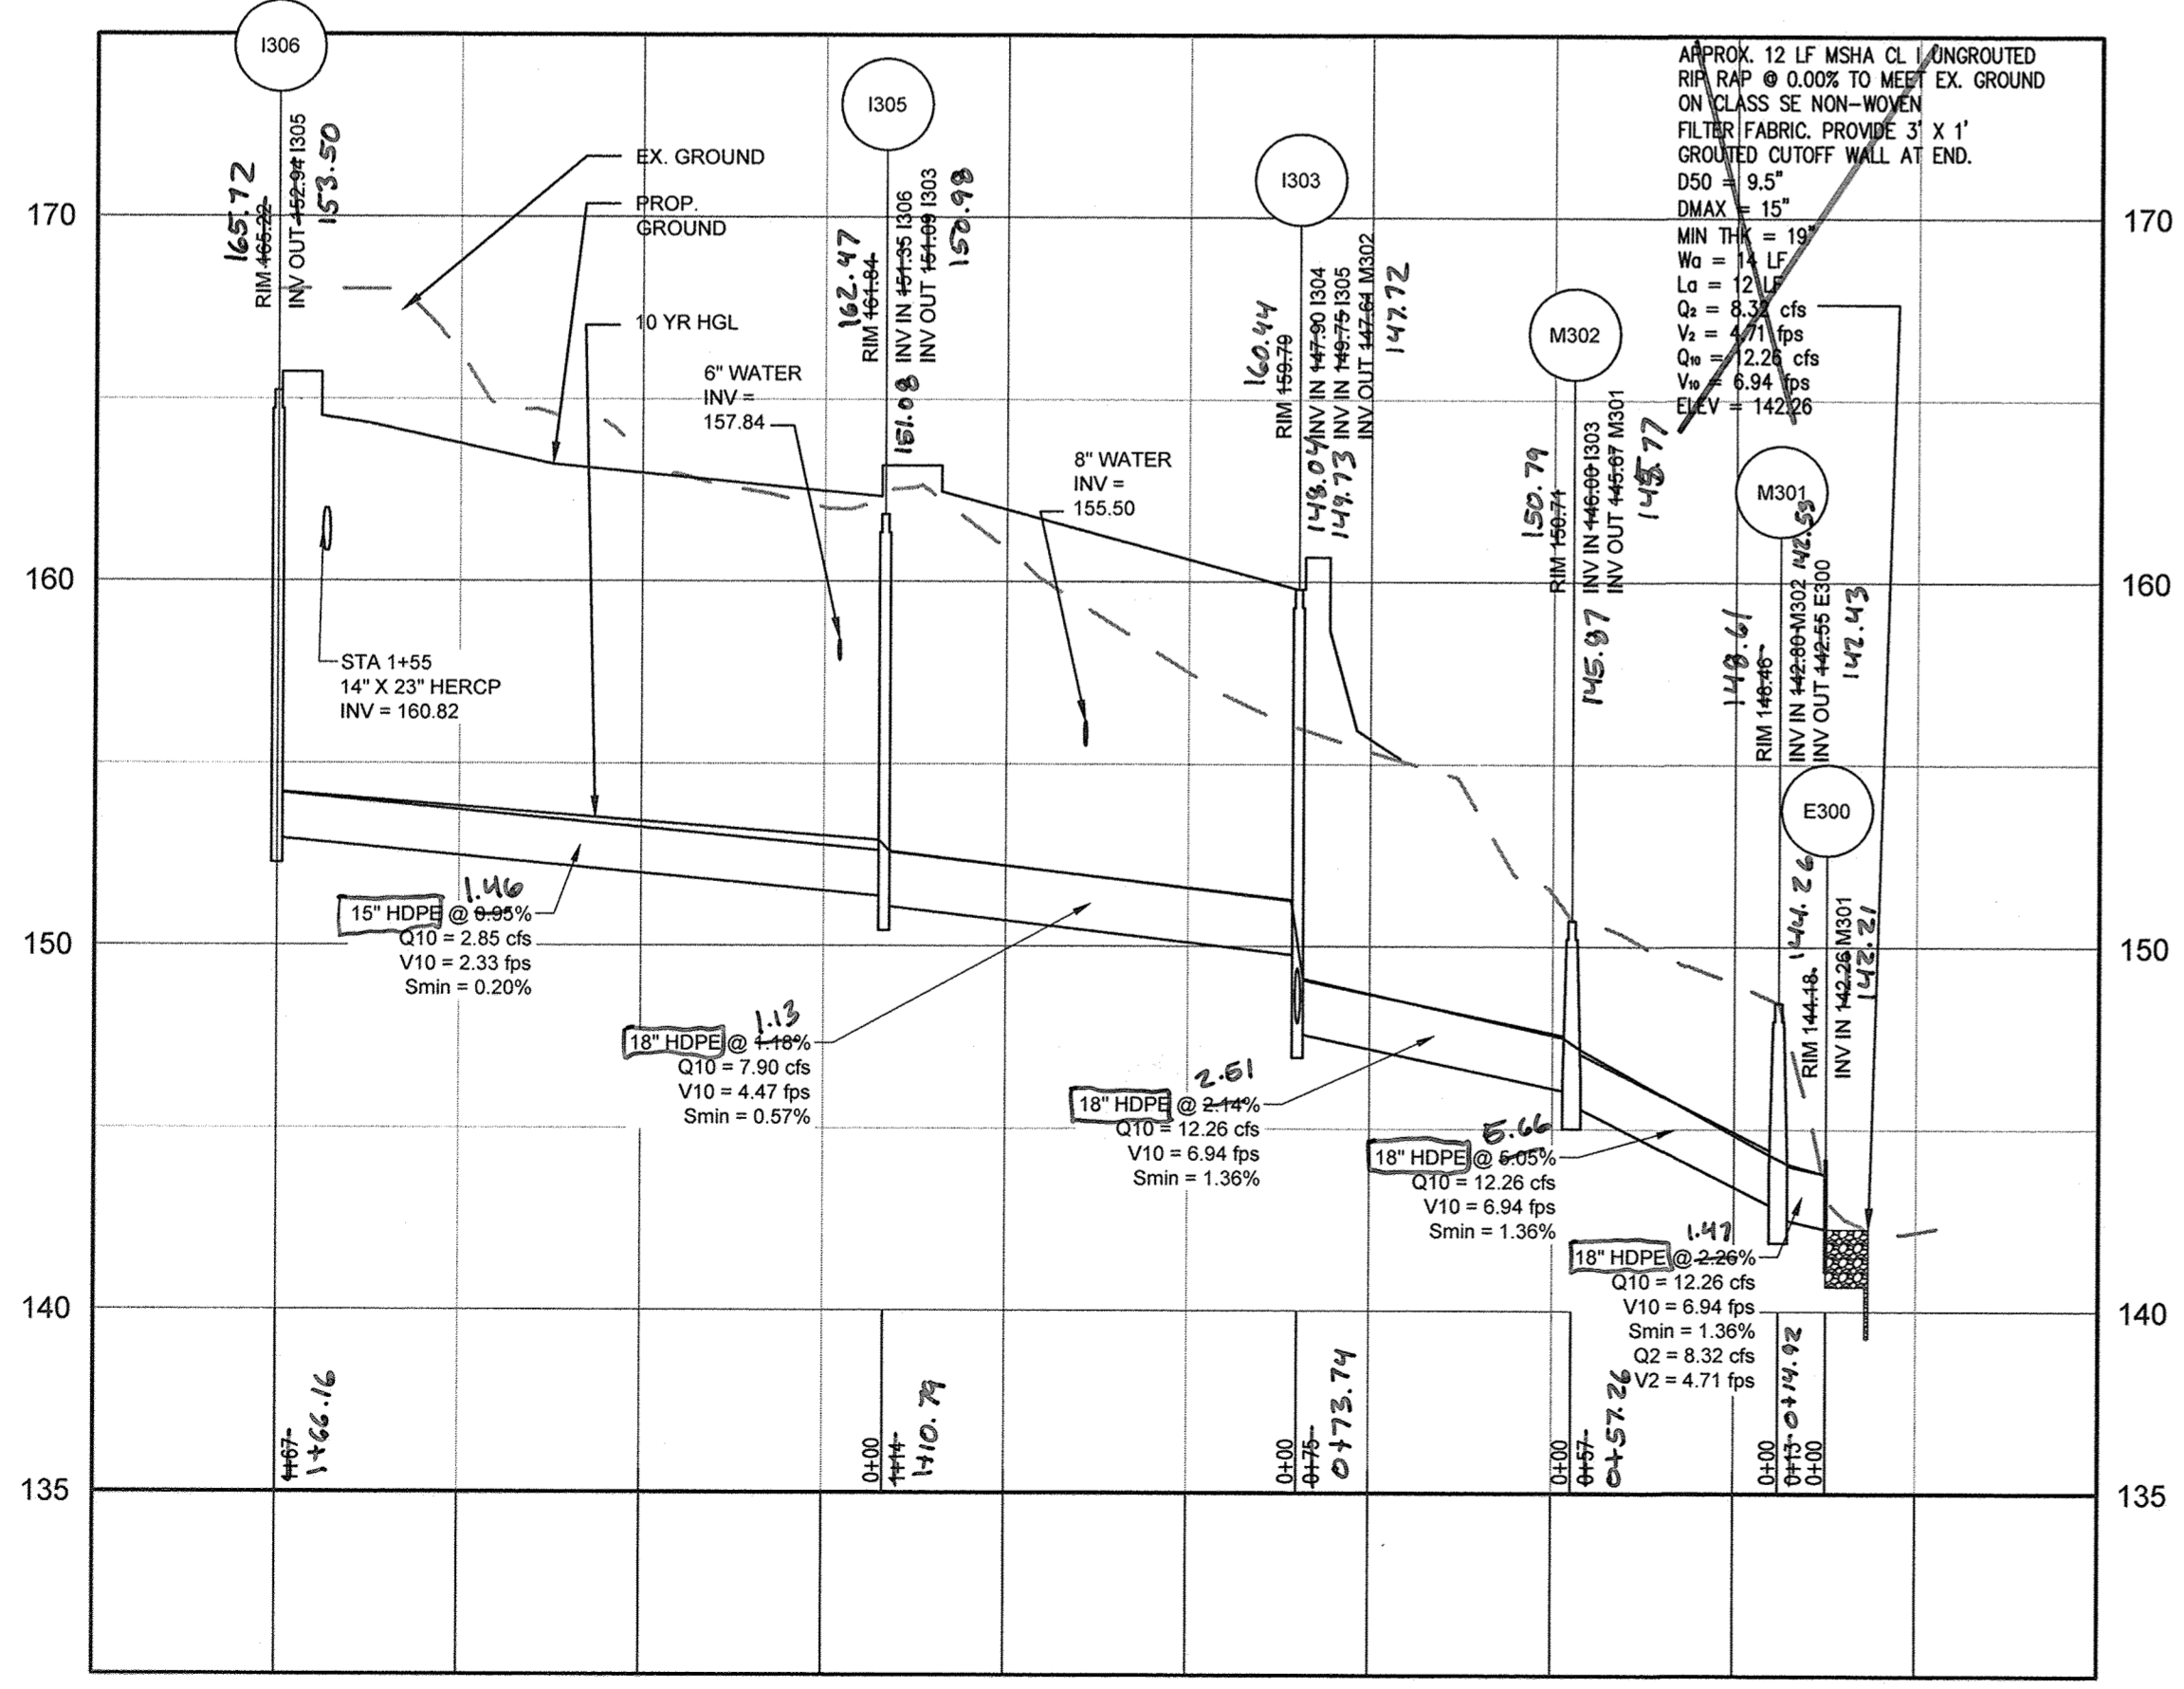 I306
I305
I303
M302
M301
E300
APPROX. 12 LF MSHA CL I UNGROUTED
RIP RAP @ 0.00% TO MEET EX. GROUND
ON CLASS SE NON-WOVEN
FILTER FABRIC. PROVIDE 3' X 1'
GROUTED CUTOFF WALL AT END.
D50 = 9.5"
DMAX = 15"
MIN THK = 19"
Wa = 14 LF
La = 12 LF
Q2 = 8.32 cfs
V2 = 4.71 fps
Q10 = 12.26 cfs
V10 = 6.94 fps
ELEV = 142.26
165.72
RIM 165.22
INV OUT 152.94 I305
153.50
EX. GROUND
PROP.
GROUND
10 YR HGL
162.47
RIM 161.84
INV IN 151.35 I306
151.08
INV OUT 151.09 I303
150.98
160.44
RIM 159.79
148.04
INV IN 147.90 I304
INV IN 149.75 I305
149.73
INV OUT 147.64 M302
147.72
150.79
RIM 150.71
INV IN 146.00 I303
145.87
INV OUT 145.67 M301
145.77
148.61
RIM 148.46
INV IN 142.80 M302 142.53
INV OUT 142.55 E300
142.43
144.26
RIM 144.18
INV IN 142.26 M301
142.21
6" WATER
INV =
157.84
8" WATER
INV =
155.50
STA 1+55
14" X 23" HERCP
INV = 160.82
1.46
15" HDPE @ 0.95%
Q10 = 2.85 cfs
V10 = 2.33 fps
Smin = 0.20%
1.13
18" HDPE @ 1.18%
Q10 = 7.90 cfs
V10 = 4.47 fps
Smin = 0.57%
2.51
18" HDPE @ 2.14%
Q10 = 12.26 cfs
V10 = 6.94 fps
Smin = 1.36%
5.66
18" HDPE @ 5.05%
Q10 = 12.26 cfs
V10 = 6.94 fps
Smin = 1.36%
1.47
18" HDPE @ 2.26%
Q10 = 12.26 cfs
V10 = 6.94 fps
Smin = 1.36%
Q2 = 8.32 cfs
V2 = 4.71 fps
170
160
150
140
135
170
160
150
140
135
1+67
1+66.16
0+00
1+14
1+10.79
0+00
0+75
0+73.74
0+00
0+57
0+57.26
0+00
0+13 0+14.92
0+00